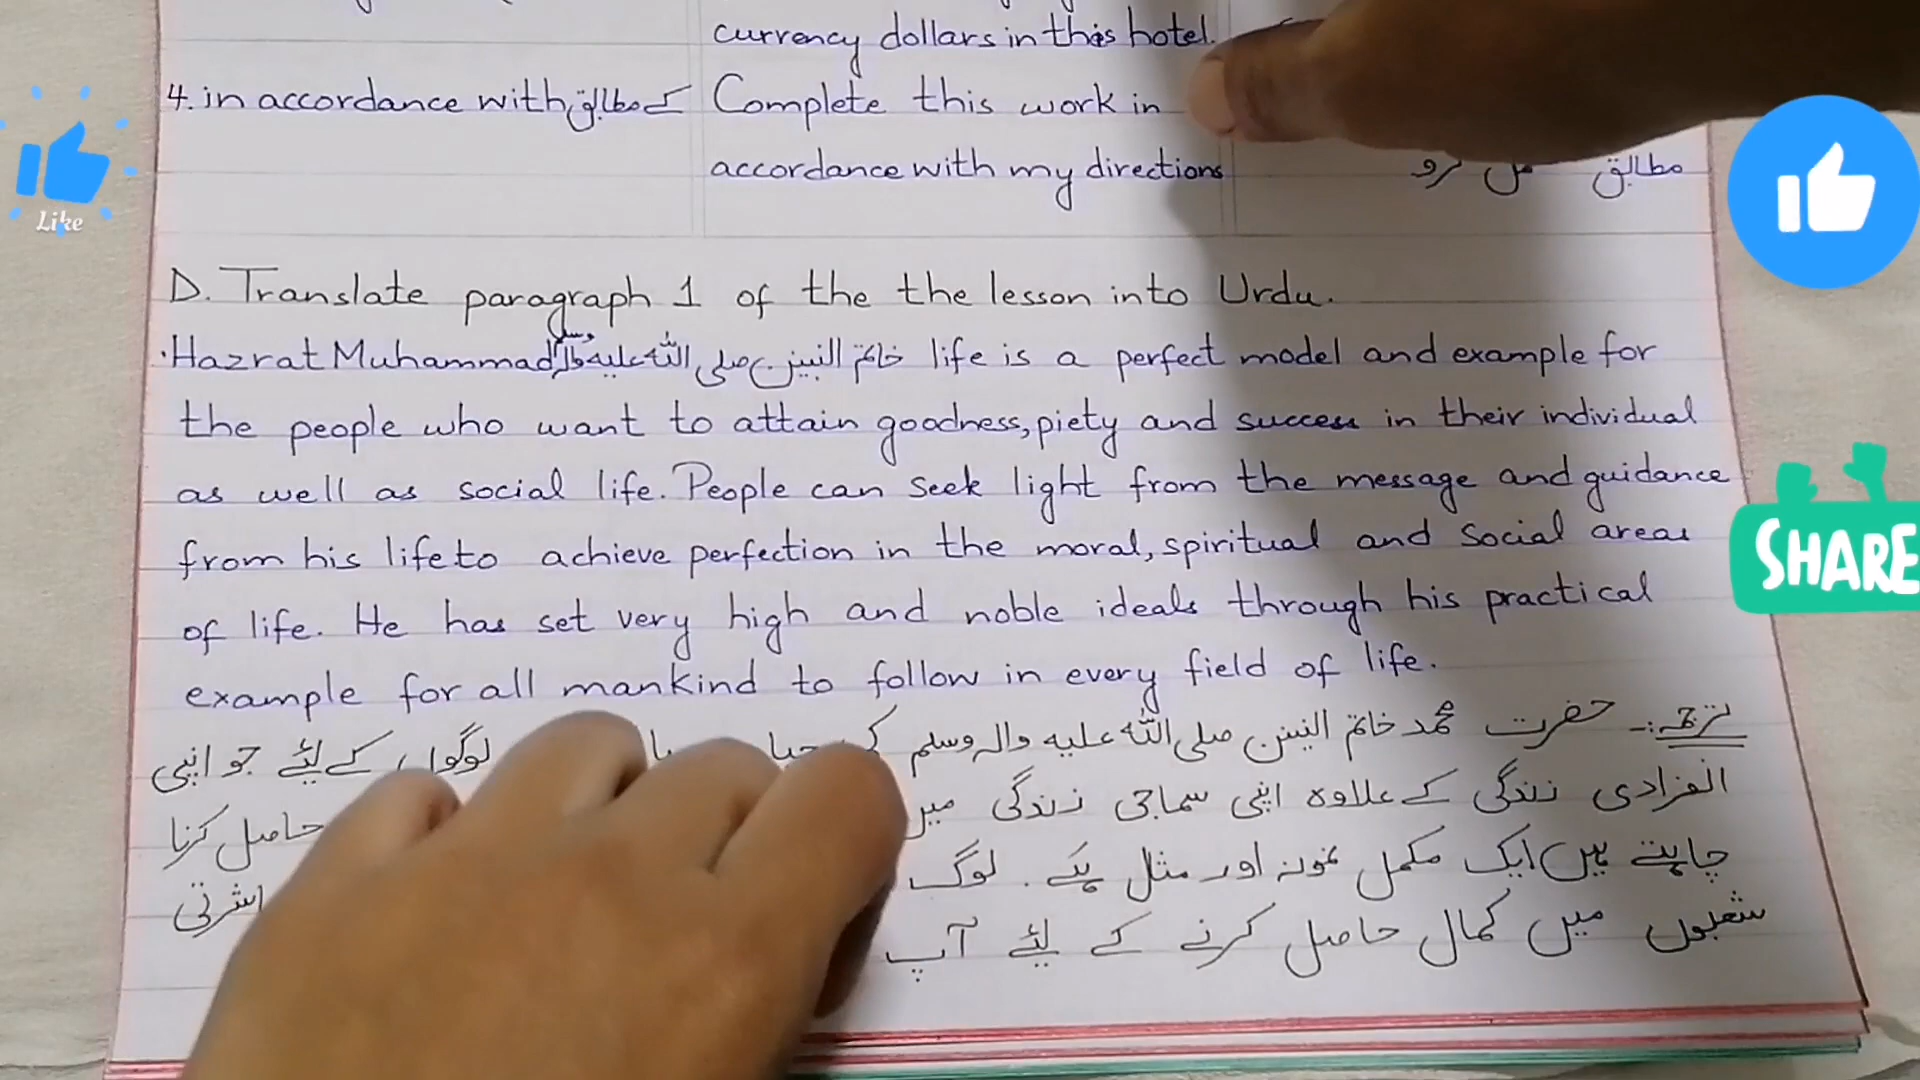 currency dollars in this hotel.
4. in accordance with کے مطابق Complete this work in
accordance with my directions
مطابق کرو
D. Translate paragraph 1 of the the lesson into Urdu.
Hazrat Muhammad خاتم النبین صلی اللہ علیہ وآلہ وسلم life is a perfect model and example for
the people who want to attain goodness, piety and success in their individual
as well as social life. People can seek light from the message and guidance
from his life to achieve perfection in the moral, spiritual and social areas
of life. He has set very high and noble ideals through his practical
example for all mankind to follow in every field of life.
ترجمہ:۔ حضرت محمد خاتم النبین صلی اللہ علیہ والہ وسلم کی لوگوں کے لئے جو اپنی
انفرادی زندگی کے علاوہ اپنی سماجی زندگی میں حاصل کرنا
چاہتے ہیں ایک مکمل نمونہ اور مثل ہے۔ لوگ
شعبوں میں کمال حاصل کرنے کے لئے آپ
Like
SHARE